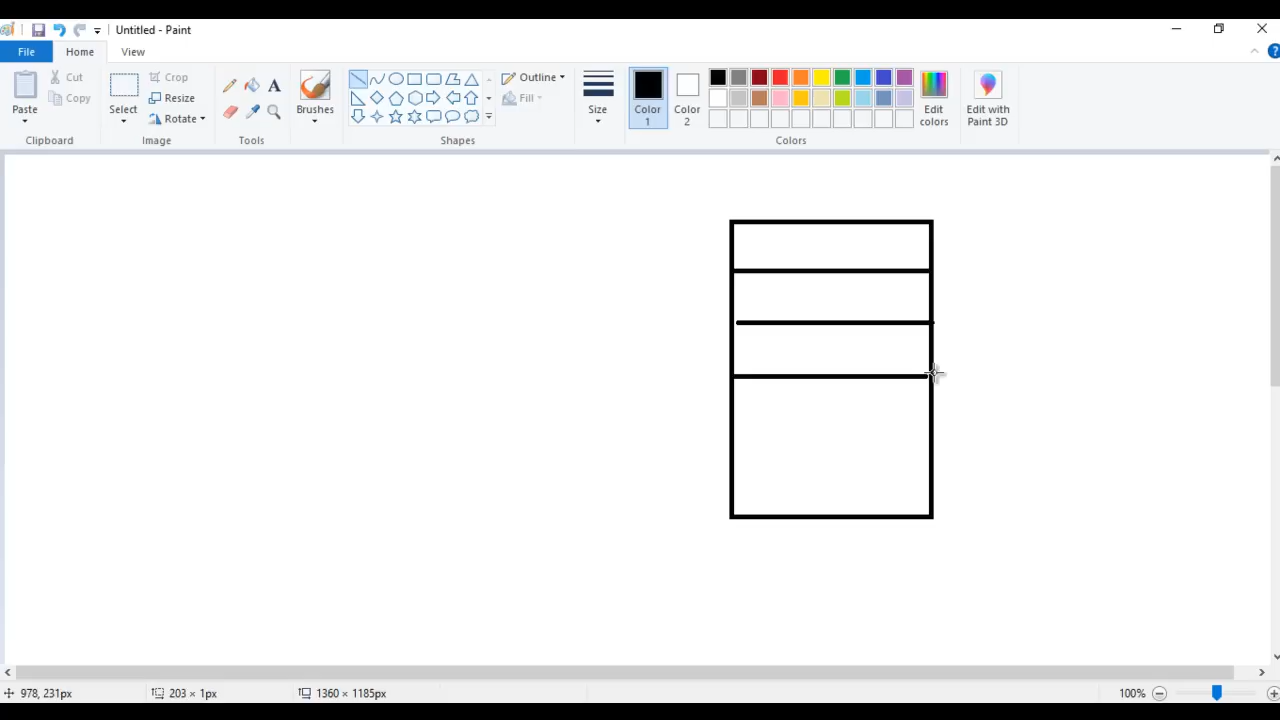 Untitled - Paint
File Home View
Paste
Cut
Copy
Clipboard
Select
Crop
Resize
Rotate
Image
A
Tools
Brushes
Outline
Fill
Shapes
Size
Color 1
Color 2
Edit colors
Colors
Edit with Paint 3D
?
978, 231px 203 × 1px 1360 × 1185px 100%